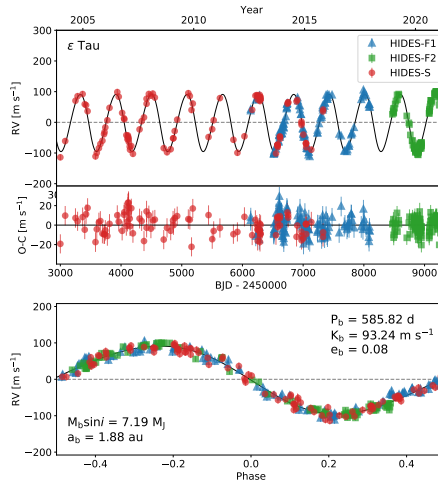 Year
2005 2010 2015 2020
ε Tau
HIDES-F1
HIDES-F2
HIDES-S
RV [m s⁻¹]
300
200
100
0
−100
−200
O-C [m s⁻¹]
20
0
−20
3000 4000 5000 6000 7000 8000 9000
BJD - 2450000
RV [m s⁻¹]
200
100
0
−100
−200
P_b = 585.82 d
K_b = 93.24 m s⁻¹
e_b = 0.08
M_b sini = 7.19 M_J
a_b = 1.88 au
−0.4 −0.2 0.0 0.2 0.4
Phase